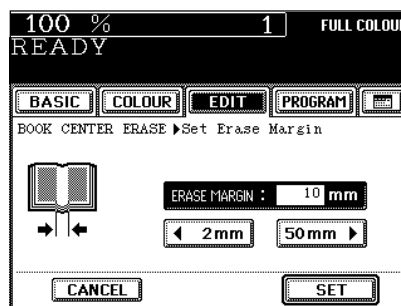 100 % 1 FULL COLOUR
READY
BASIC COLOUR EDIT PROGRAM
BOOK CENTER ERASE ▶Set Erase Margin
ERASE MARGIN : 10 mm
◀ 2mm 50mm ▶
CANCEL SET